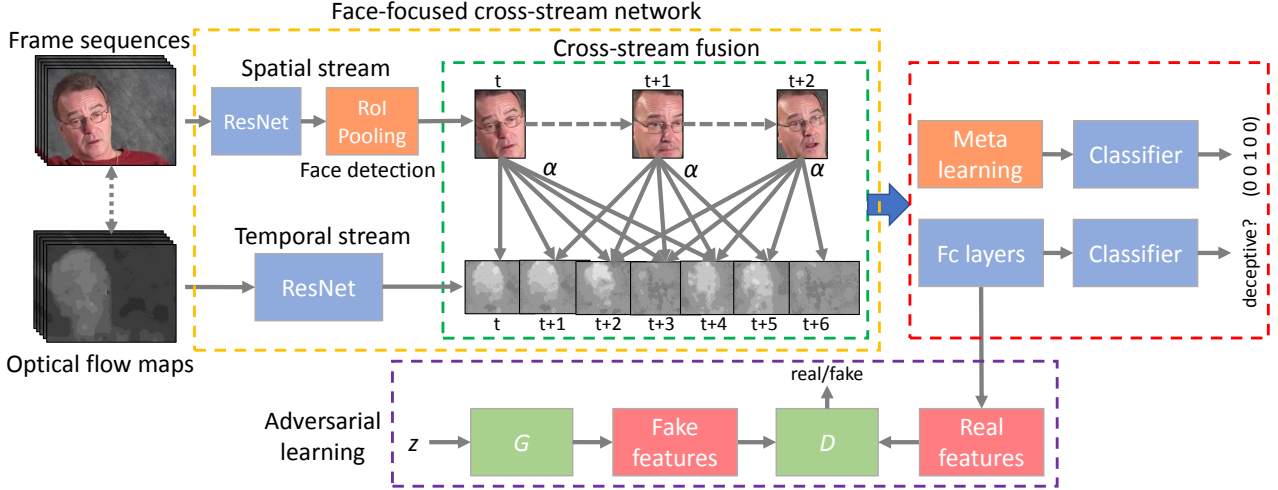 Face-focused cross-stream network
Frame sequences
Spatial stream
ResNet
RoI
Pooling
Face detection
Cross-stream fusion
t
t+1
t+2
α
α
α
Temporal stream
ResNet
t
t+1
t+2
t+3
t+4
t+5
t+6
Optical flow maps
Meta
learning
Classifier
(0 0 1 0 0)
Fc layers
Classifier
deceptive?
Adversarial
learning
z
G
Fake
features
real/fake
D
Real
features